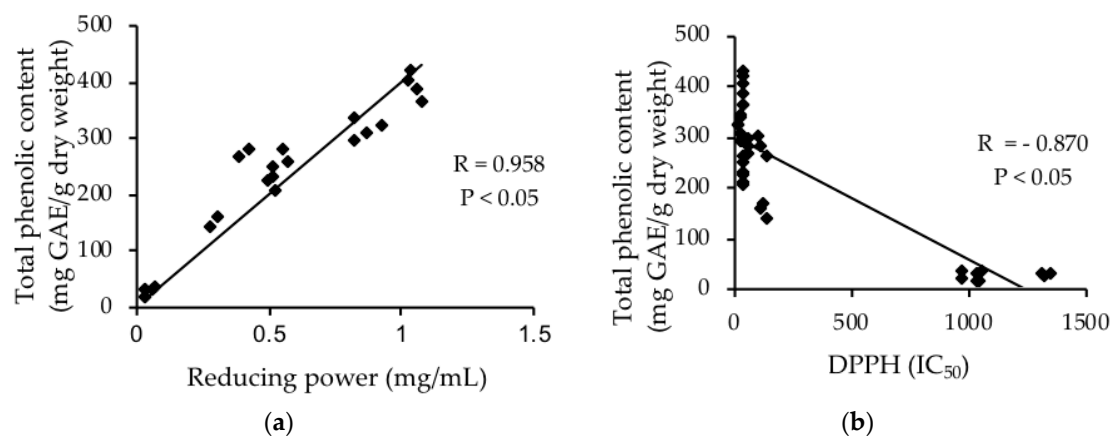 Total phenolic content
(mg GAE/g dry weight)
500
400
300
200
100
0
0
0.5
1
1.5
R = 0.958
P < 0.05
Reducing power (mg/mL)
(a)
Total phenolic content
(mg GAE/g dry weight)
500
400
300
200
100
0
0
500
1000
1500
R = - 0.870
P < 0.05
DPPH (IC50)
(b)